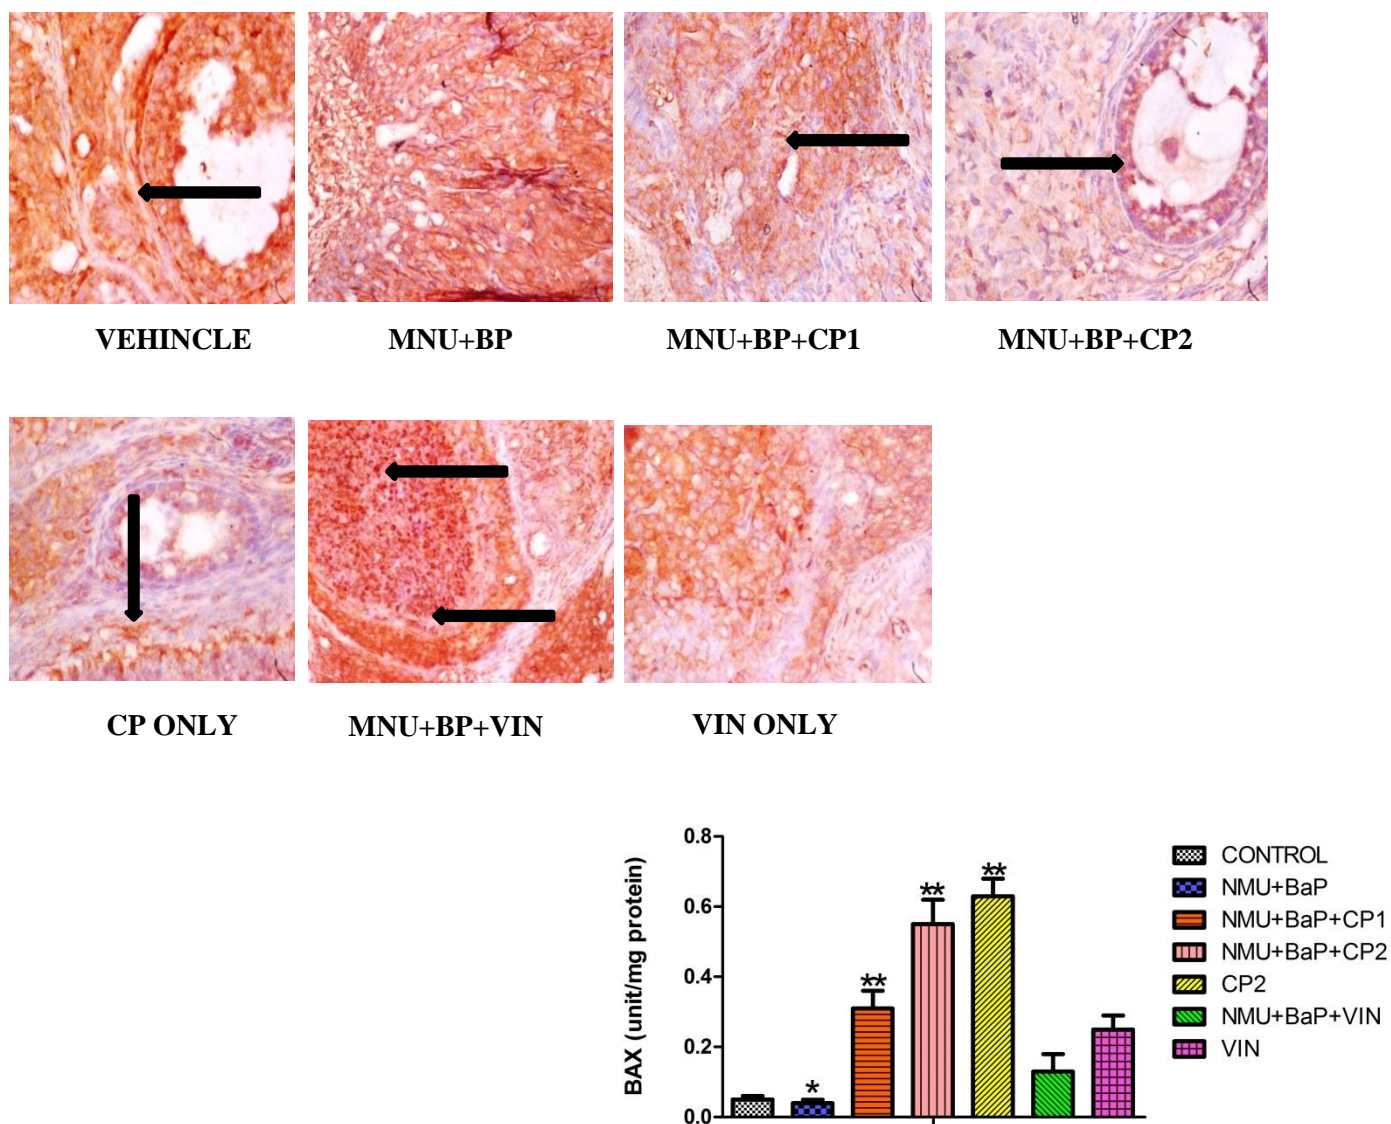 VEHINCLE MNU+BP MNU+BP+CP1 MNU+BP+CP2
CP ONLY MNU+BP+VIN VIN ONLY
BAX (unit/mg protein)
0.8
0.6
0.4
0.2
0.0
*
**
**
**
CONTROL
NMU+BaP
NMU+BaP+CP1
NMU+BaP+CP2
CP2
NMU+BaP+VIN
VIN